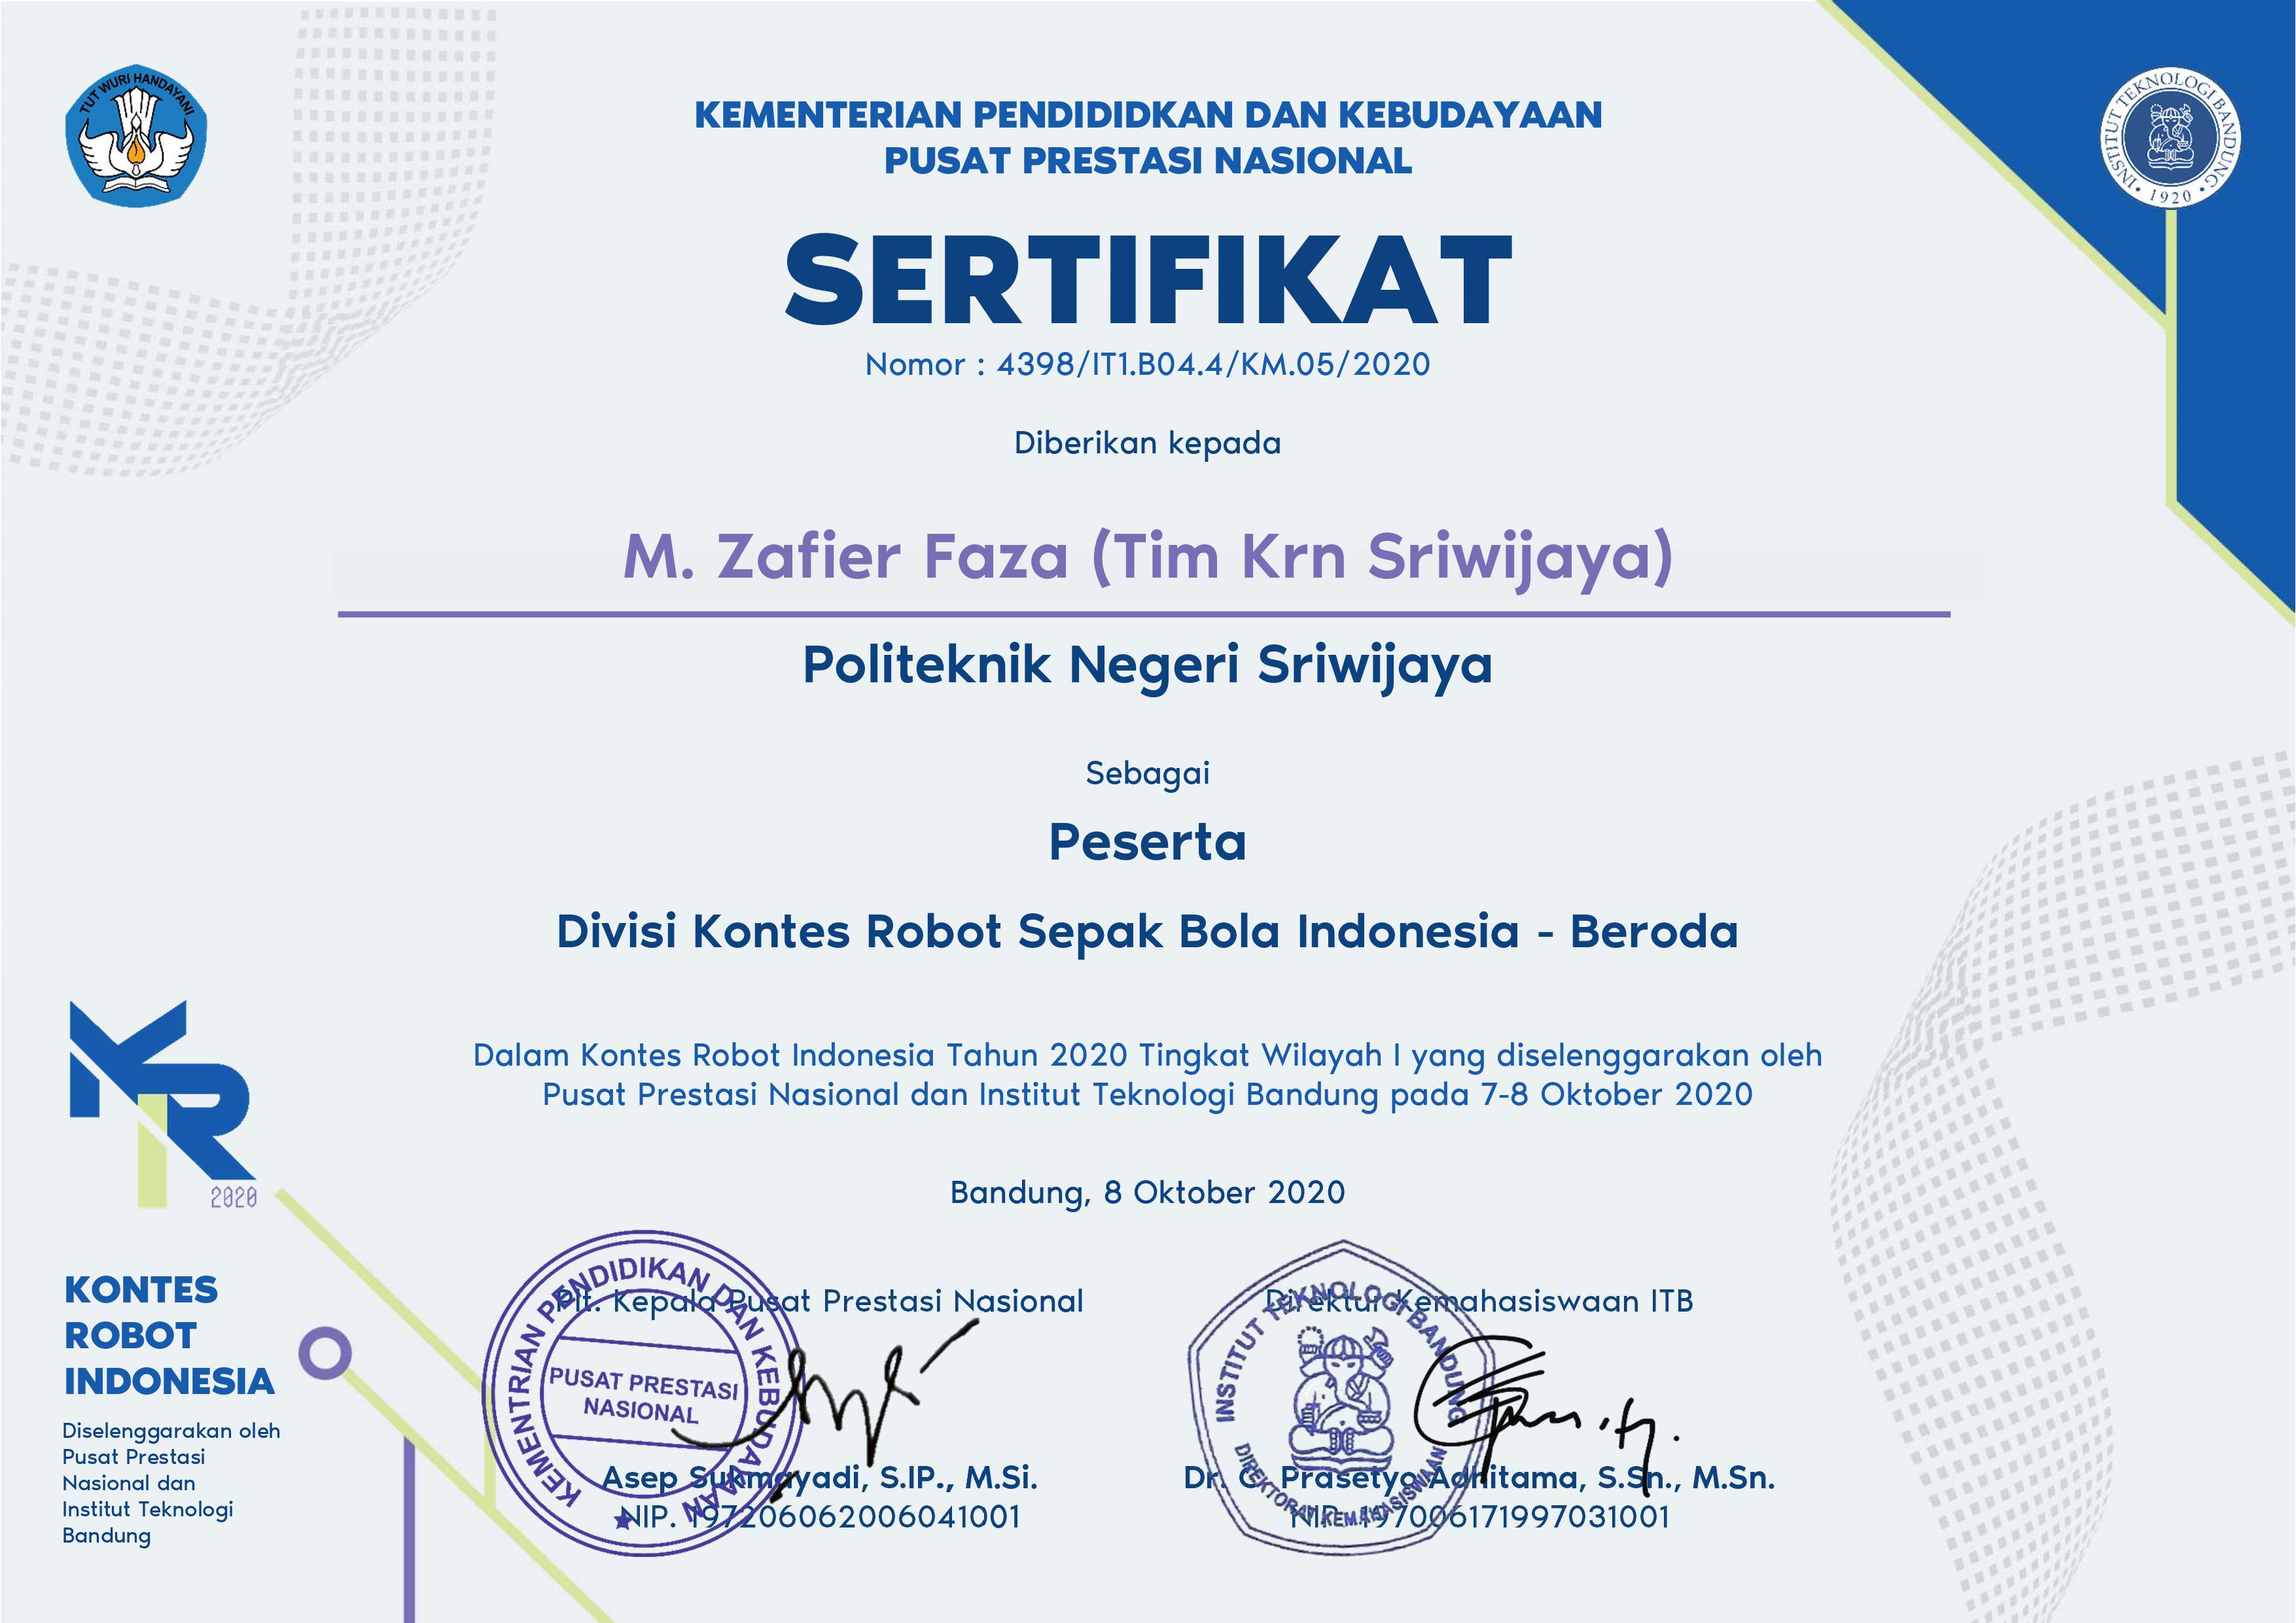 TUT WURI HANDAYANI
INSTITUT TEKNOLOGI BANDUNG
1920
KEMENTERIAN PENDIDIDKAN DAN KEBUDAYAAN
PUSAT PRESTASI NASIONAL
SERTIFIKAT
Nomor : 4398/IT1.B04.4/KM.05/2020
Diberikan kepada
M. Zafier Faza (Tim Krn Sriwijaya)
Politeknik Negeri Sriwijaya
Sebagai
Peserta
Divisi Kontes Robot Sepak Bola Indonesia - Beroda
Dalam Kontes Robot Indonesia Tahun 2020 Tingkat Wilayah I yang diselenggarakan oleh
Pusat Prestasi Nasional dan Institut Teknologi Bandung pada 7-8 Oktober 2020
Bandung, 8 Oktober 2020
KRI
2020
KONTES
ROBOT
INDONESIA
Diselenggarakan oleh
Pusat Prestasi
Nasional dan
Institut Teknologi
Bandung
Plt. Kepala Pusat Prestasi Nasional
KEMENTRIAN PENDIDIKAN DAN KEBUDAYAAN
PUSAT PRESTASI
NASIONAL
Asep Sukmayadi, S.IP., M.Si.
NIP. 197206062006041001
Direktur Kemahasiswaan ITB
INSTITUT TEKNOLOGI BANDUNG
DIREKTORAT KEMAHASISWAAN
Dr. G. Prasetyo Adhitama, S.Sn., M.Sn.
NIP. 197006171997031001